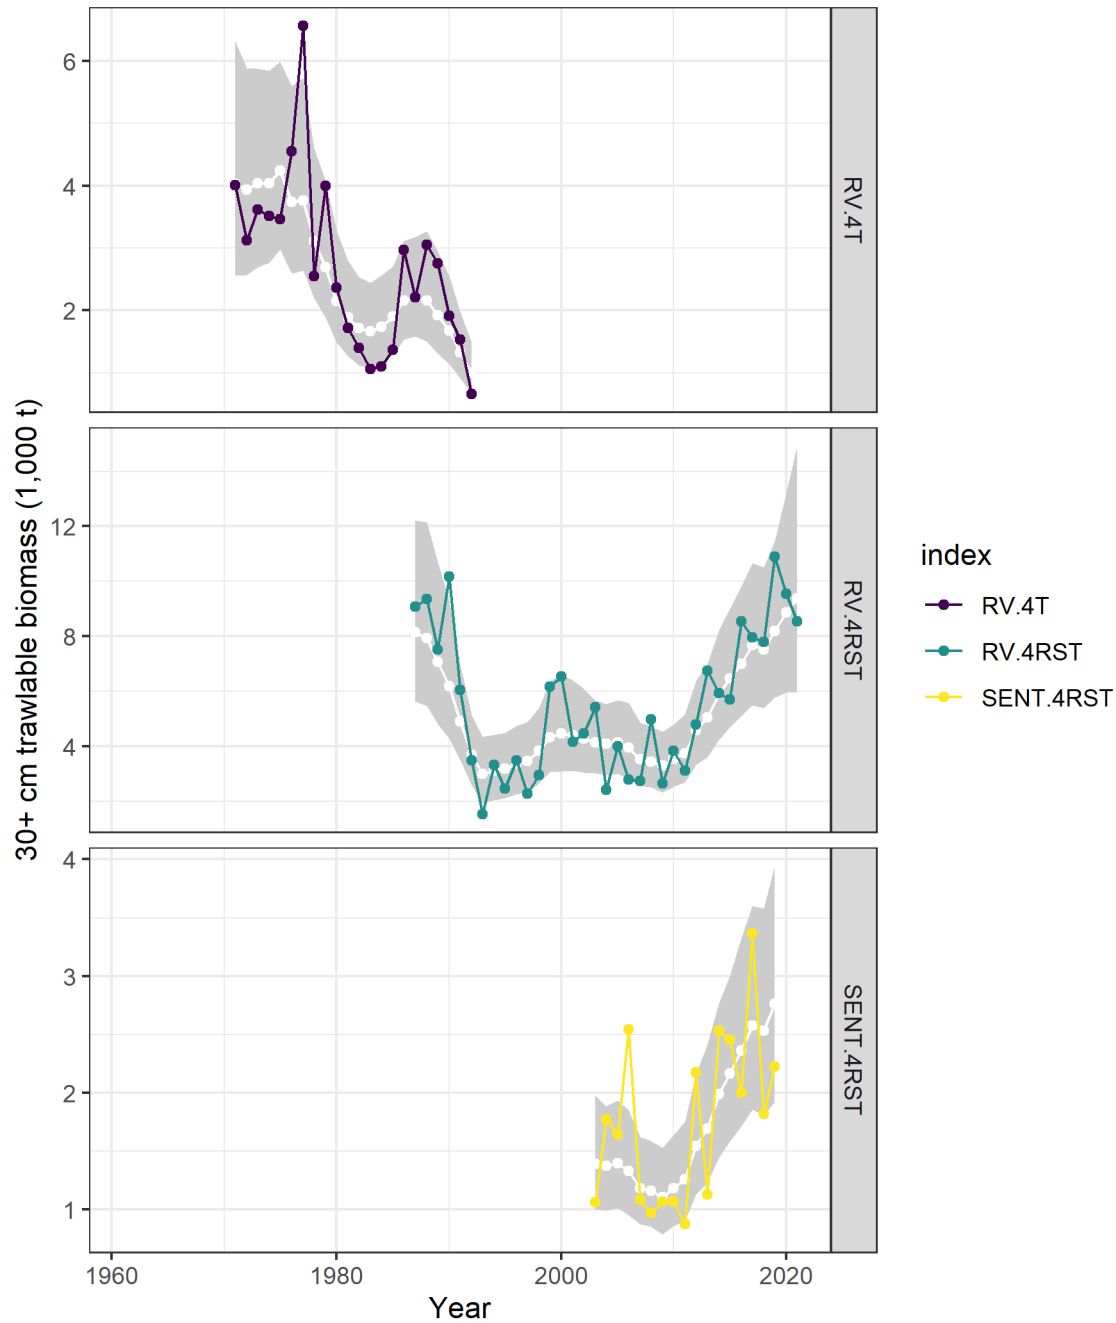 30+ cm trawlable biomass (1,000 t)
6
4
2
RV.4T
12
8
4
RV.4RST
4
3
2
1
SENT.4RST
1960
1980
2000
2020
Year
index
RV.4T
RV.4RST
SENT.4RST